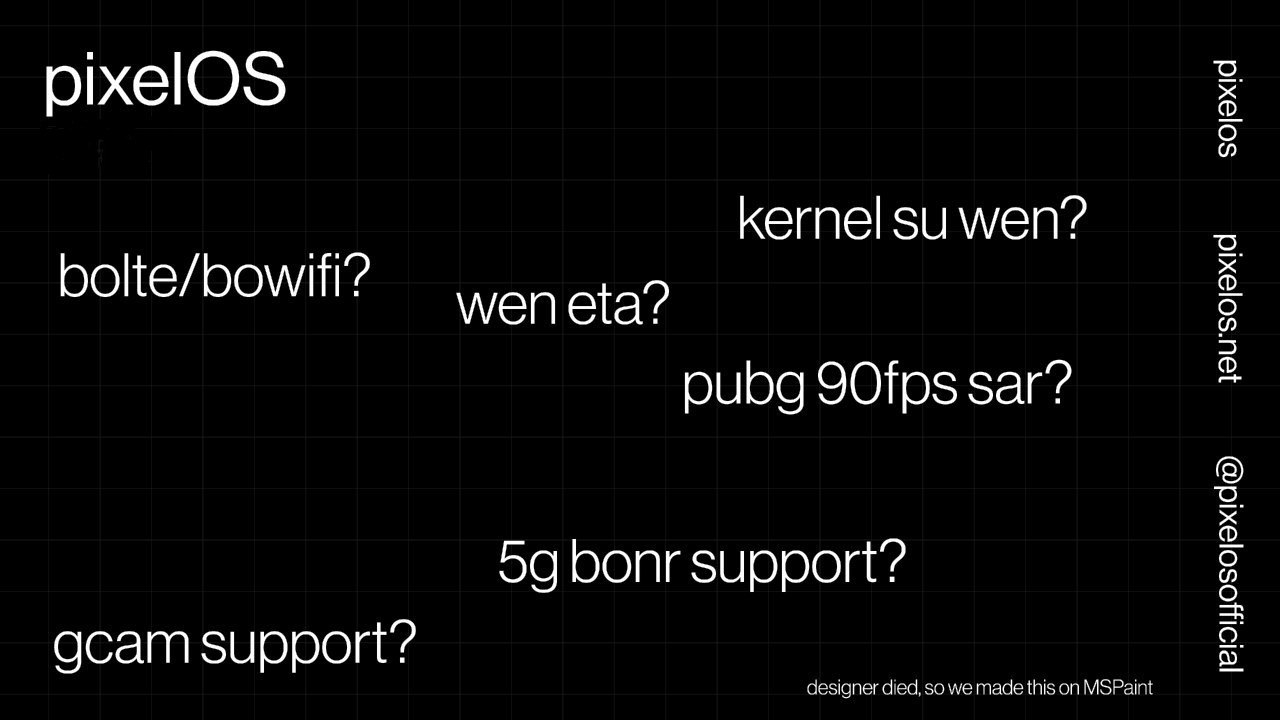 pixelOS
kernel su wen?
bolte/bowifi?
wen eta?
pubg 90fps sar?
5g bonr support?
gcam support?
designer died, so we made this on MSPaint
pixelos
pixelos.net
@pixelosofficial